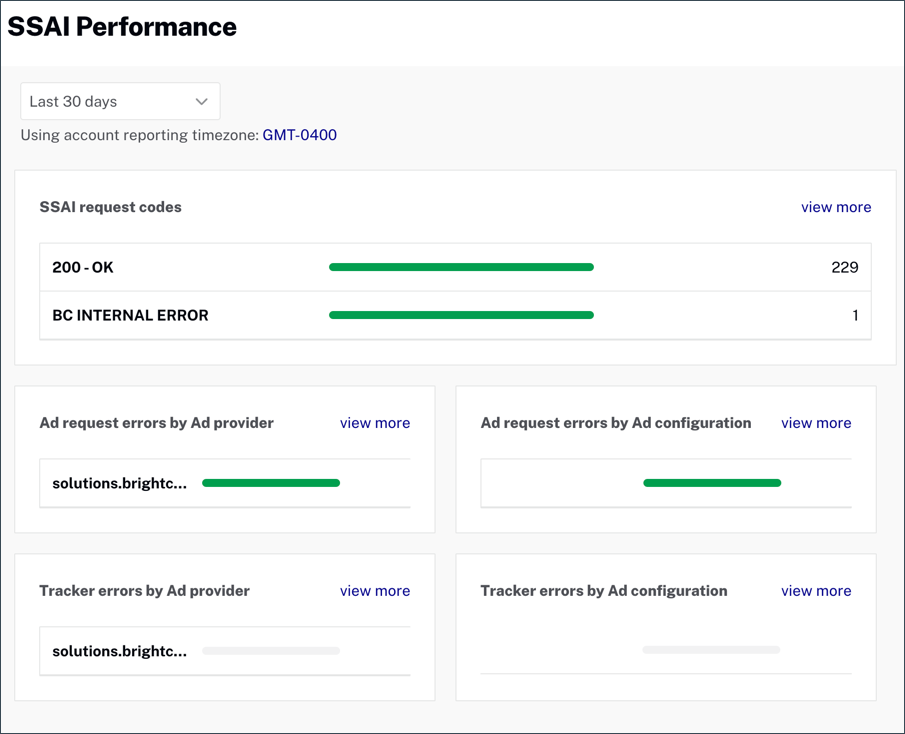 SSAI Performance
Last 30 days
Using account reporting timezone: GMT-0400
SSAI request codes view more
200 - OK 229
BC INTERNAL ERROR 1
Ad request errors by Ad provider view more
solutions.brightc...
Ad request errors by Ad configuration view more
Tracker errors by Ad provider view more
solutions.brightc...
Tracker errors by Ad configuration view more